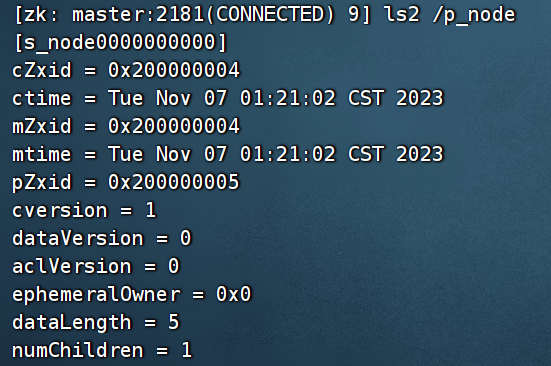 [zk: master:2181(CONNECTED) 9] ls2 /p_node
[s_node0000000000]
cZxid = 0x200000004
ctime = Tue Nov 07 01:21:02 CST 2023
mZxid = 0x200000004
mtime = Tue Nov 07 01:21:02 CST 2023
pZxid = 0x200000005
cversion = 1
dataVersion = 0
aclVersion = 0
ephemeralOwner = 0x0
dataLength = 5
numChildren = 1